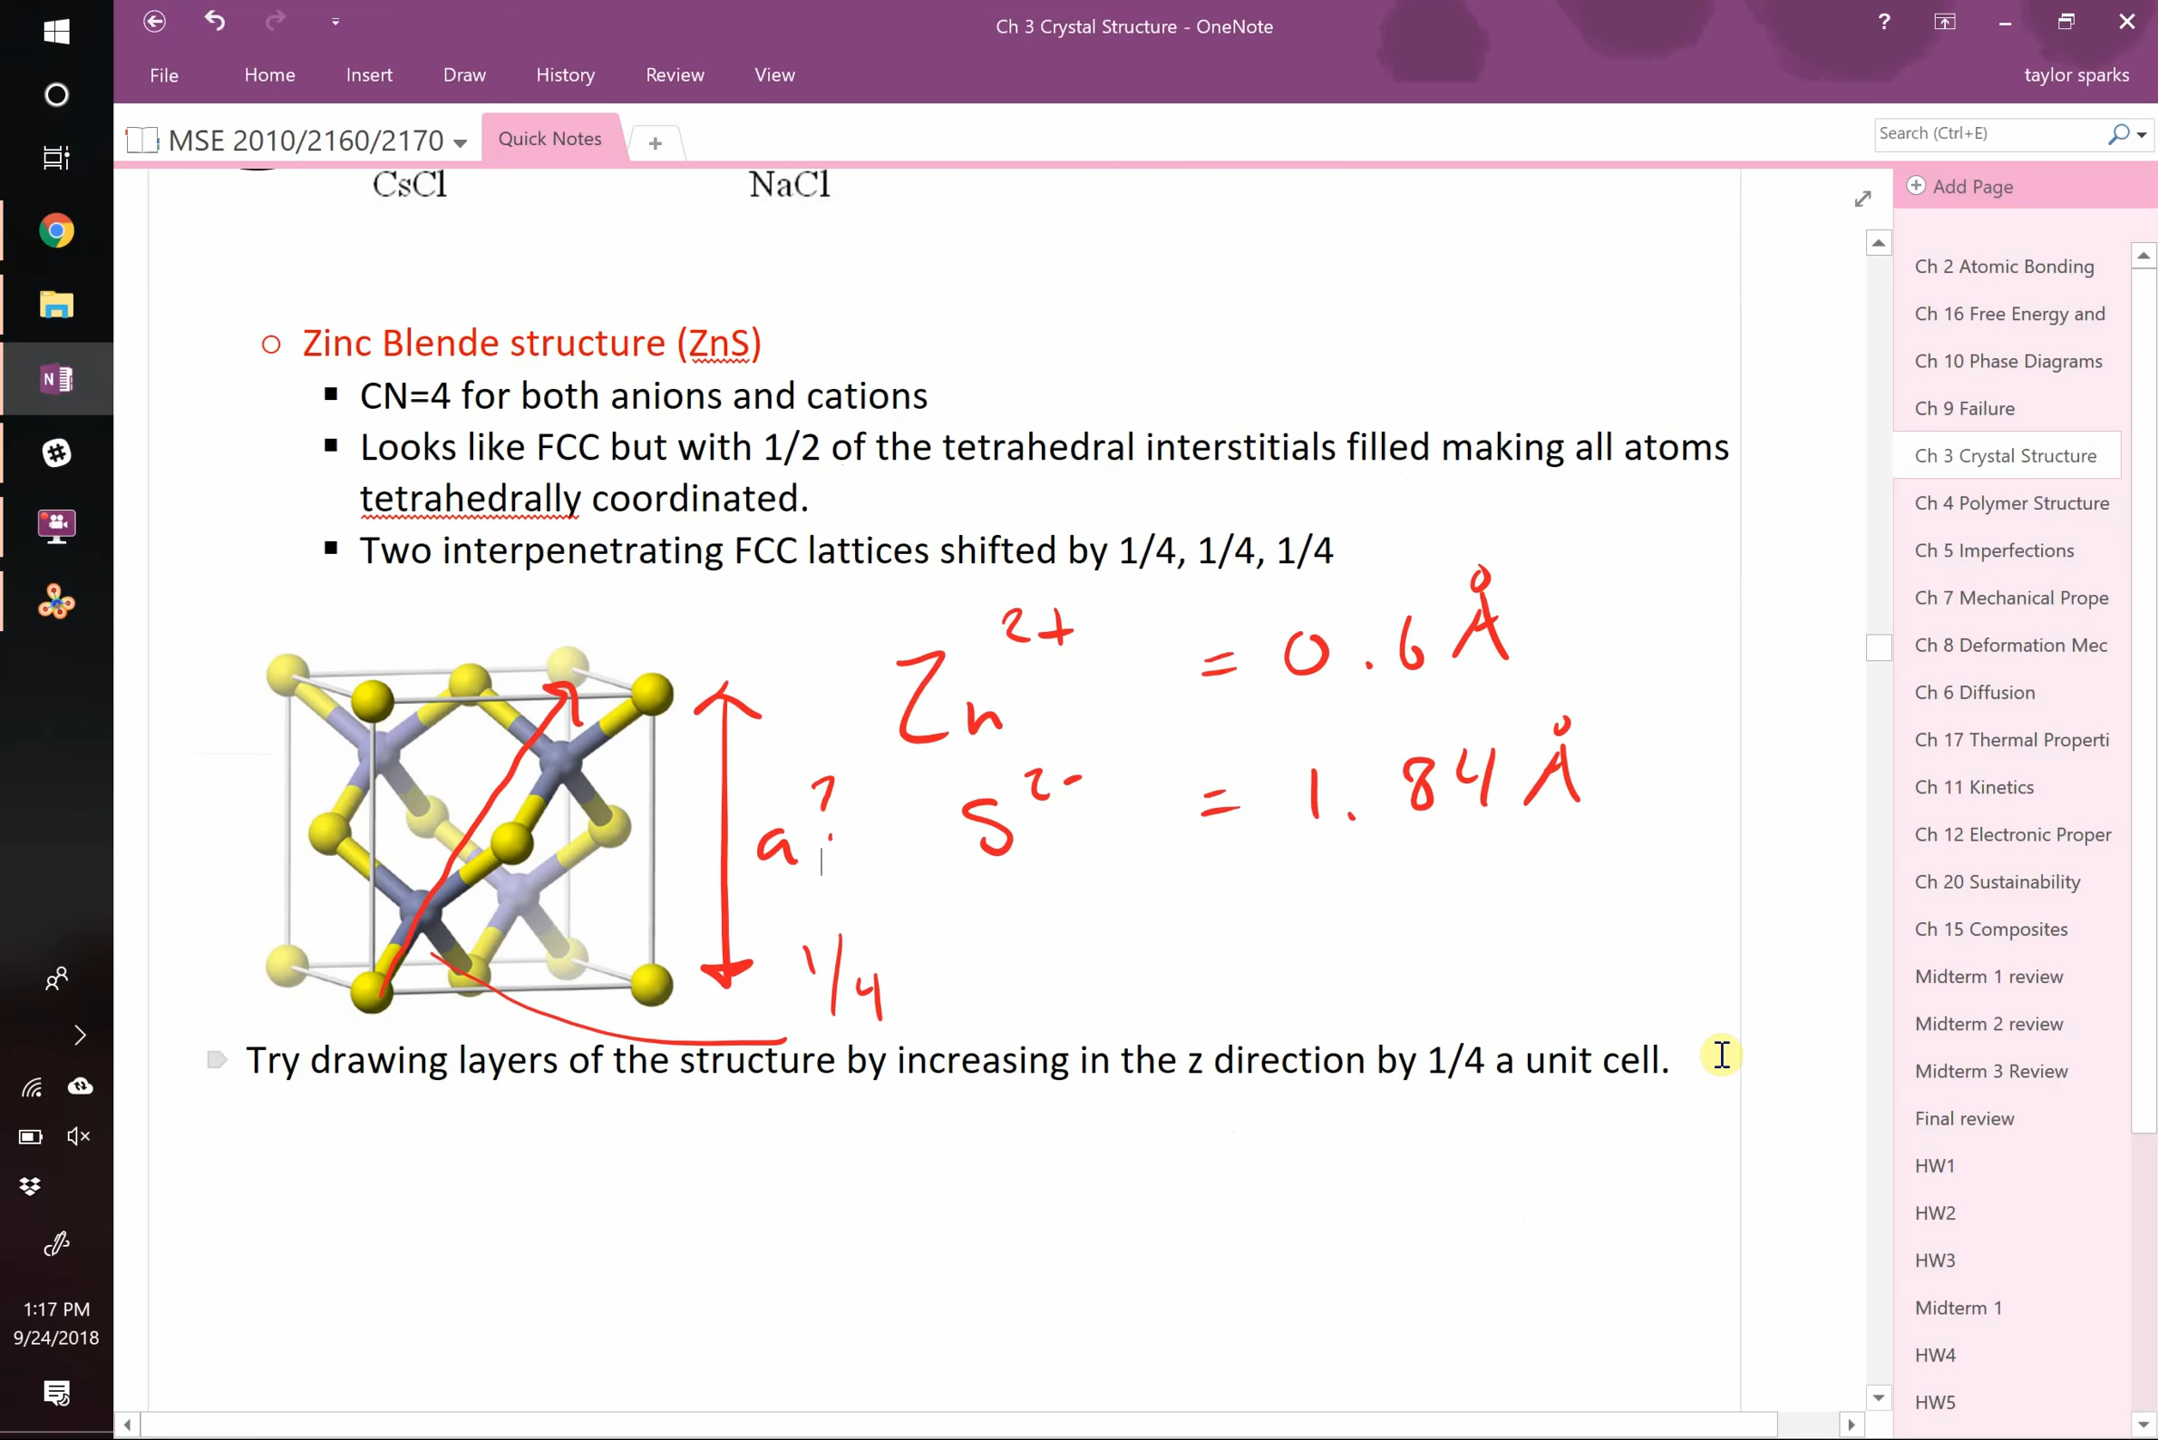 Ch 3 Crystal Structure - OneNote
?
File Home Insert Draw History Review View
taylor sparks
MSE 2010/2160/2170
Quick Notes
+
Search (Ctrl+E)
CsCl NaCl
Zinc Blende structure (ZnS)
CN=4 for both anions and cations
Looks like FCC but with 1/2 of the tetrahedral interstitials filled making all atoms
tetrahedrally coordinated.
Two interpenetrating FCC lattices shifted by 1/4, 1/4, 1/4
Zn²⁺ = 0.6 Å
S²⁻ = 1.84 Å
a?
1/4
Try drawing layers of the structure by increasing in the z direction by 1/4 a unit cell.
Add Page
Ch 2 Atomic Bonding
Ch 16 Free Energy and
Ch 10 Phase Diagrams
Ch 9 Failure
Ch 3 Crystal Structure
Ch 4 Polymer Structure
Ch 5 Imperfections
Ch 7 Mechanical Prope
Ch 8 Deformation Mec
Ch 6 Diffusion
Ch 17 Thermal Properti
Ch 11 Kinetics
Ch 12 Electronic Proper
Ch 20 Sustainability
Ch 15 Composites
Midterm 1 review
Midterm 2 review
Midterm 3 Review
Final review
HW1
HW2
HW3
Midterm 1
HW4
HW5
N
1:17 PM
9/24/2018